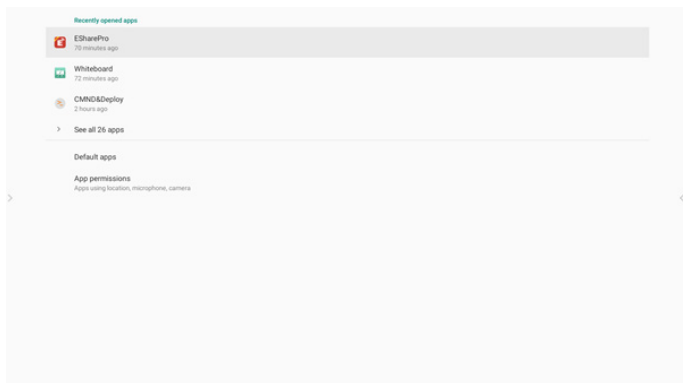 Recently opened apps
ESharePro
70 minutes ago
Whiteboard
72 minutes ago
CMND&Deploy
2 hours ago
See all 26 apps
Default apps
App permissions
Apps using location, microphone, camera